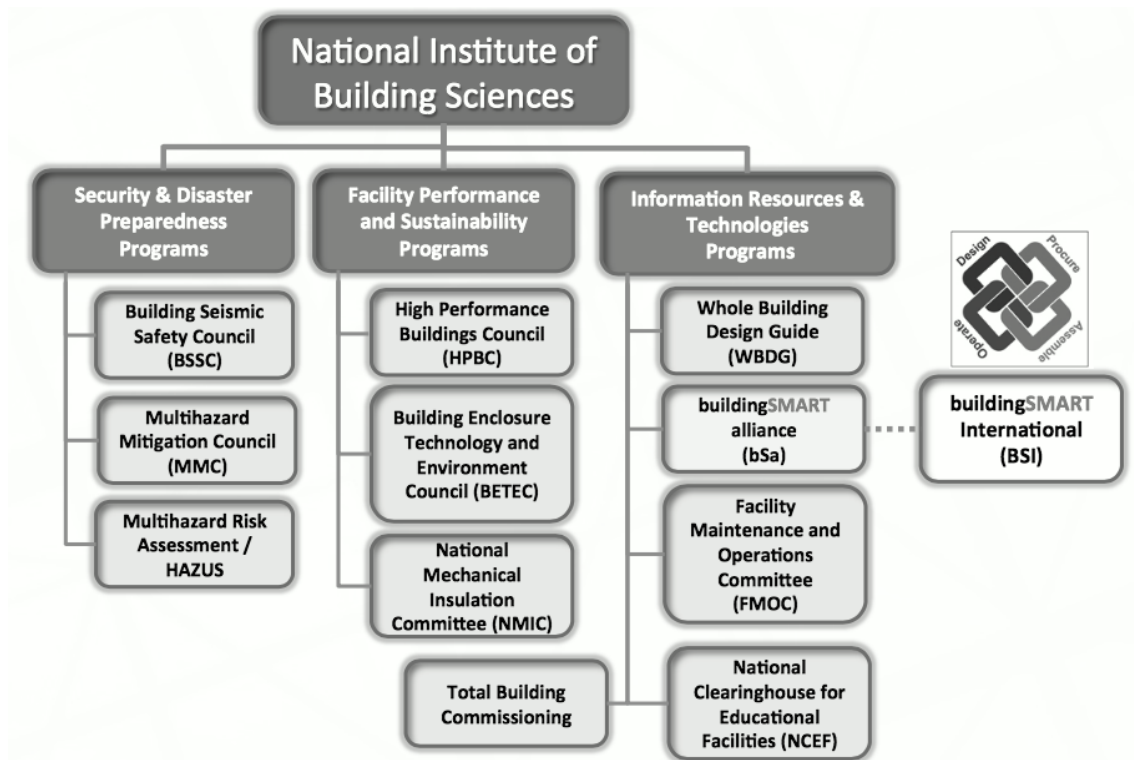 National Institute of
Building Sciences
Security & Disaster
Preparedness
Programs
Facility Performance
and Sustainability
Programs
Information Resources &
Technologies
Programs
Building Seismic
Safety Council
(BSSC)
Multihazard
Mitigation Council
(MMC)
Multihazard Risk
Assessment /
HAZUS
High Performance
Buildings Council
(HPBC)
Building Enclosure
Technology and
Environment
Council (BETEC)
National
Mechanical
Insulation
Committee (NMIC)
Total Building
Commissioning
Whole Building
Design Guide
(WBDG)
buildingSMART
alliance
(bSa)
Facility
Maintenance and
Operations
Committee
(FMOC)
National
Clearinghouse for
Educational
Facilities (NCEF)
Design
Procure
Operate
Assemble
buildingSMART
International
(BSI)